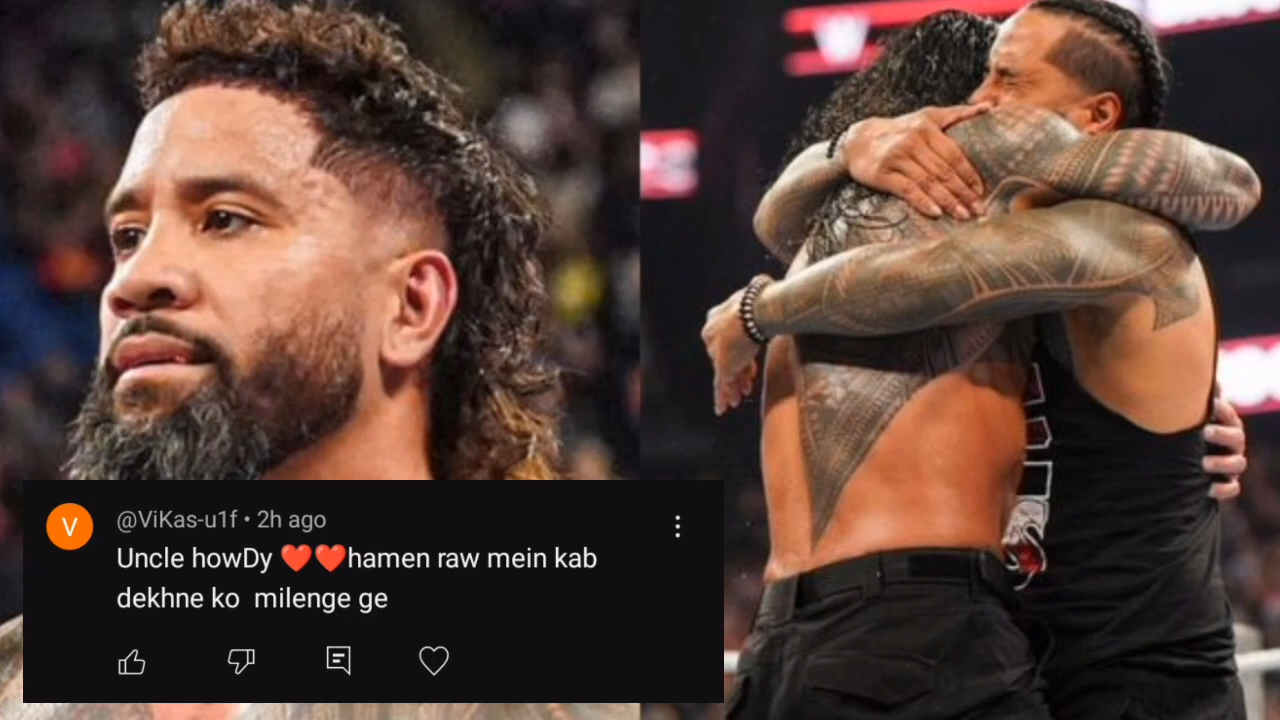 @ViKas-u1f • 2h ago
Uncle howDy ❤️❤️hamen raw mein kab
dekhne ko milenge ge
V
W